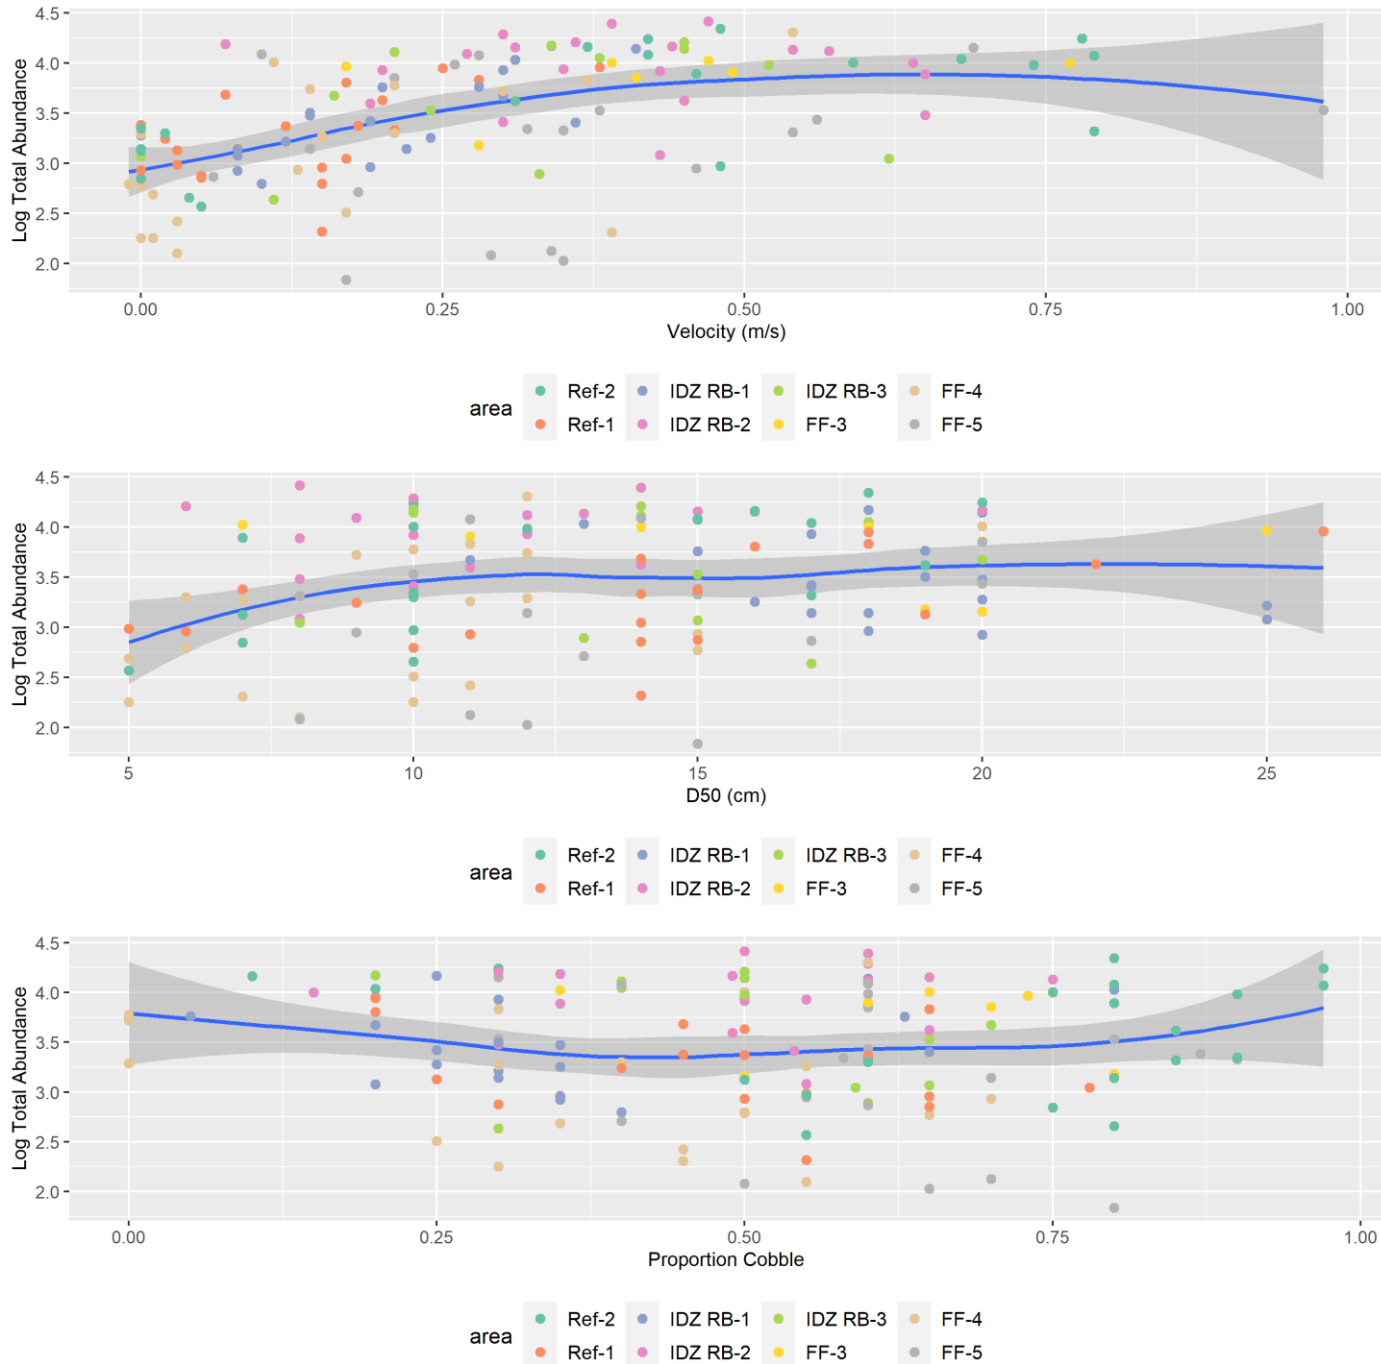 4.5
4.0
3.5
3.0
2.5
2.0
Log Total Abundance
0.00 0.25 0.50 0.75 1.00
Velocity (m/s)
area
Ref-2 IDZ RB-1 IDZ RB-3 FF-4
Ref-1 IDZ RB-2 FF-3 FF-5
4.5
4.0
3.5
3.0
2.5
2.0
Log Total Abundance
5 10 15 20 25
D50 (cm)
area
Ref-2 IDZ RB-1 IDZ RB-3 FF-4
Ref-1 IDZ RB-2 FF-3 FF-5
4.5
4.0
3.5
3.0
2.5
2.0
Log Total Abundance
0.00 0.25 0.50 0.75 1.00
Proportion Cobble
area
Ref-2 IDZ RB-1 IDZ RB-3 FF-4
Ref-1 IDZ RB-2 FF-3 FF-5